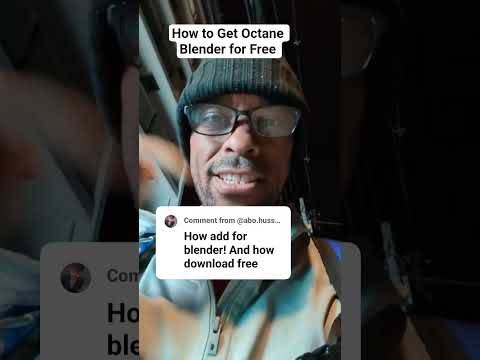 How to Get Octane
Blender for Free
Comment from @abo.huss...
How add for
blender! And how
download free
Com
Ho
blende